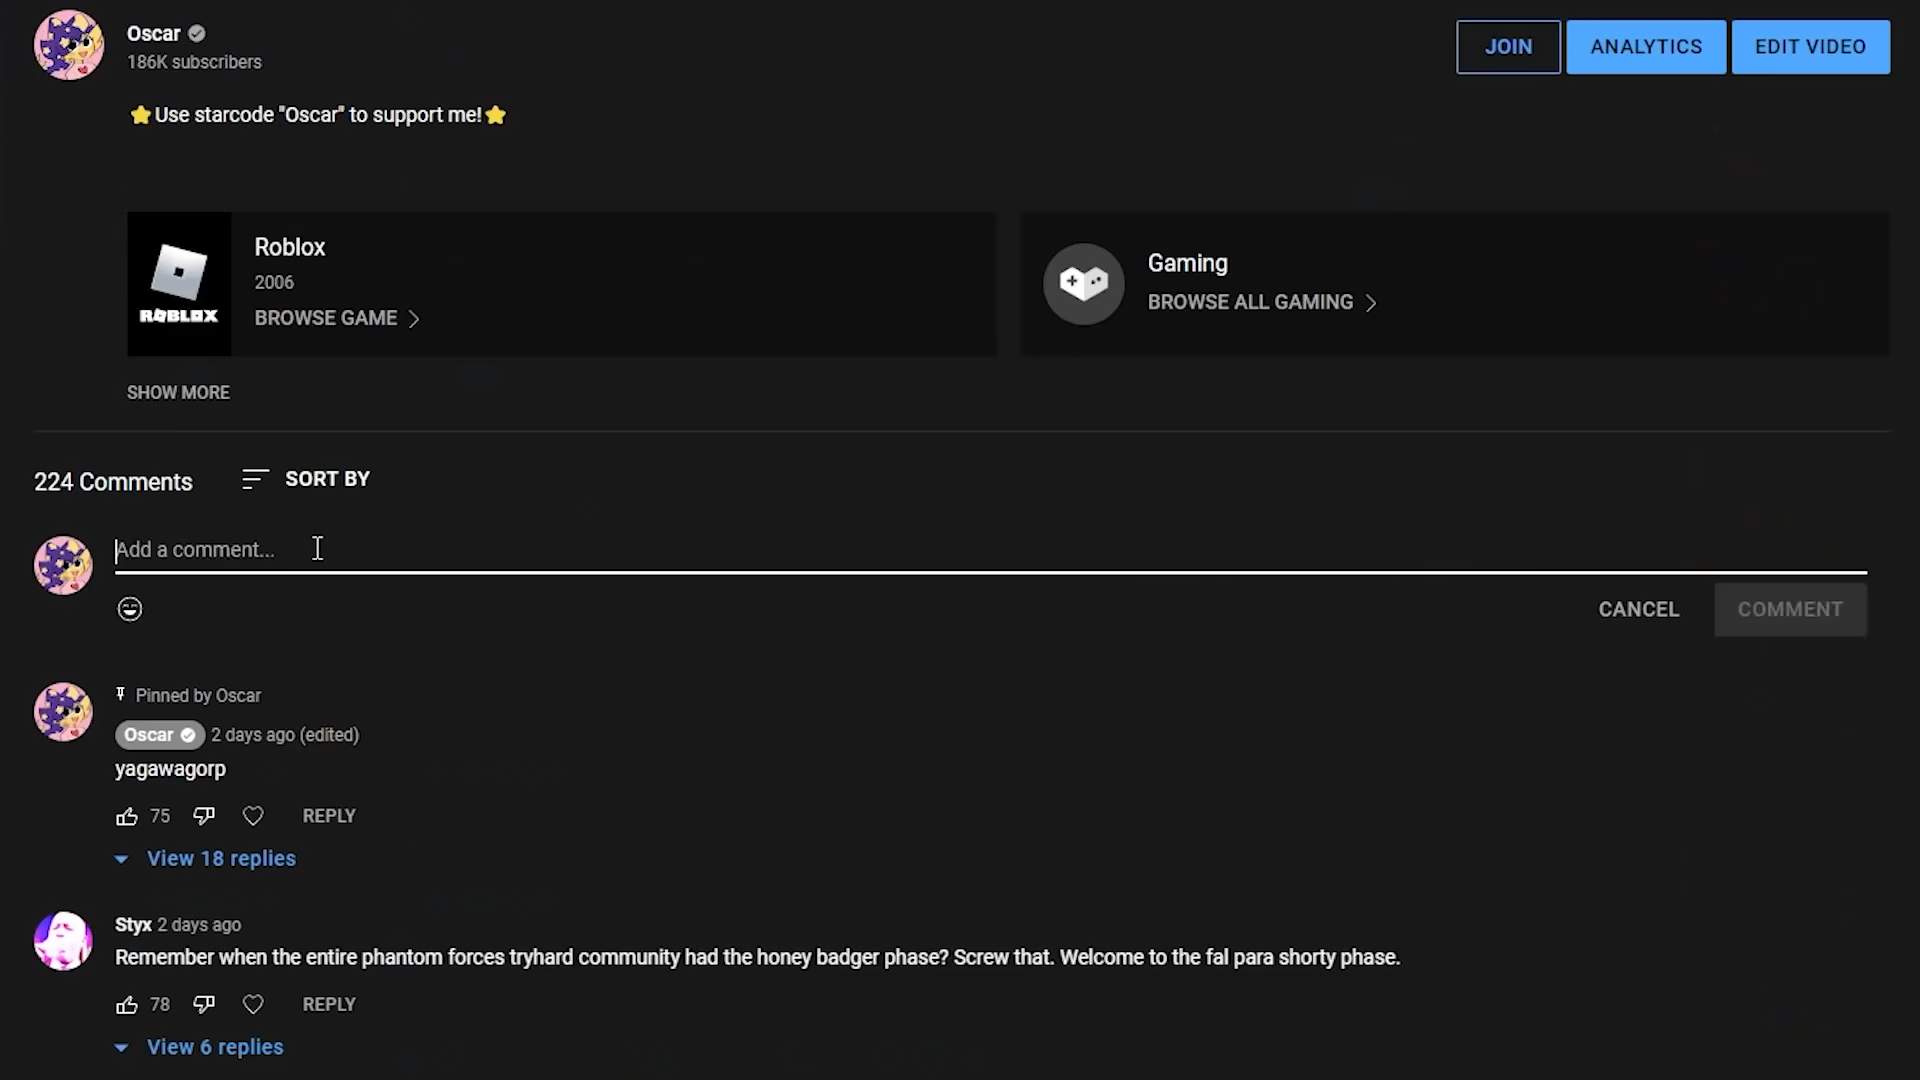 Oscar
186K subscribers
JOIN
ANALYTICS
EDIT VIDEO
⭐Use starcode "Oscar" to support me!⭐
ROBLOX
Roblox
2006
BROWSE GAME
Gaming
BROWSE ALL GAMING
SHOW MORE
224 Comments
SORT BY
Add a comment...
CANCEL
COMMENT
Pinned by Oscar
Oscar 2 days ago (edited)
yagawagorp
75
REPLY
View 18 replies
Styx 2 days ago
Remember when the entire phantom forces tryhard community had the honey badger phase? Screw that. Welcome to the fal para shorty phase.
78
REPLY
View 6 replies